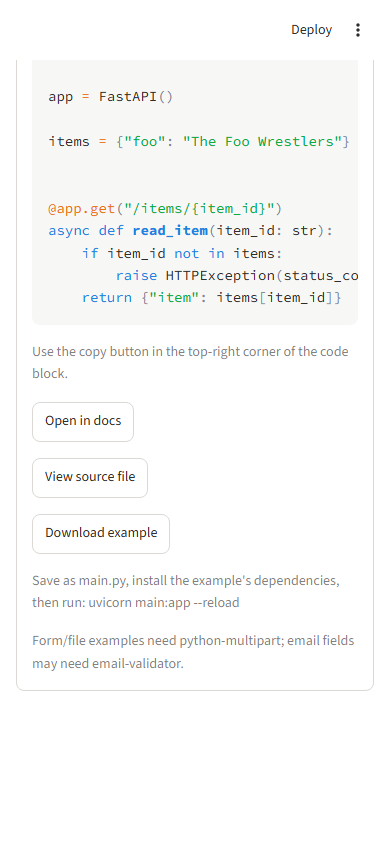 Deploy
app = FastAPI()
items = {"foo": "The Foo Wrestlers"}
@app.get("/items/{item_id}")
async def read_item(item_id: str):
    if item_id not in items:
        raise HTTPException(status_co
    return {"item": items[item_id]}
Use the copy button in the top-right corner of the code
block.
Open in docs
View source file
Download example
Save as main.py, install the example's dependencies,
then run: uvicorn main:app --reload
Form/file examples need python-multipart; email fields
may need email-validator.